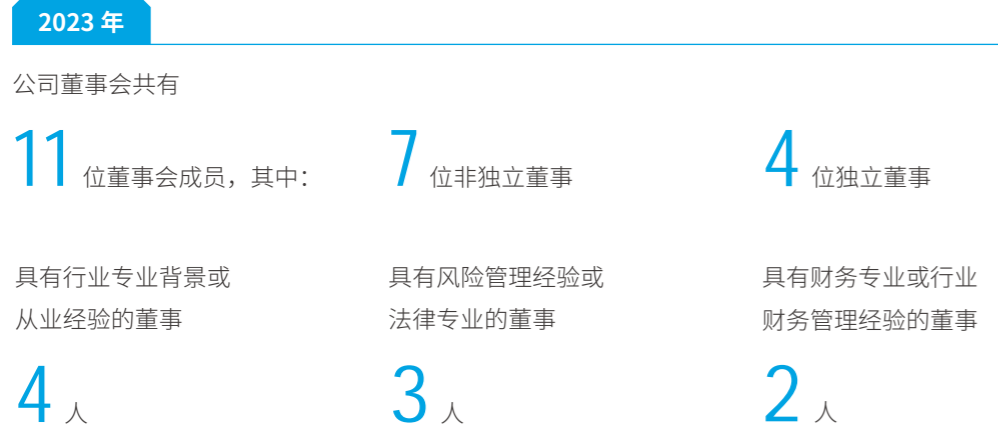 2023 年
公司董事会共有
11 位董事会成员，其中：
7 位非独立董事
4 位独立董事
具有行业专业背景或
从业经验的董事
4 人
具有风险管理经验或
法律专业的董事
3 人
具有财务专业或行业
财务管理经验的董事
2 人